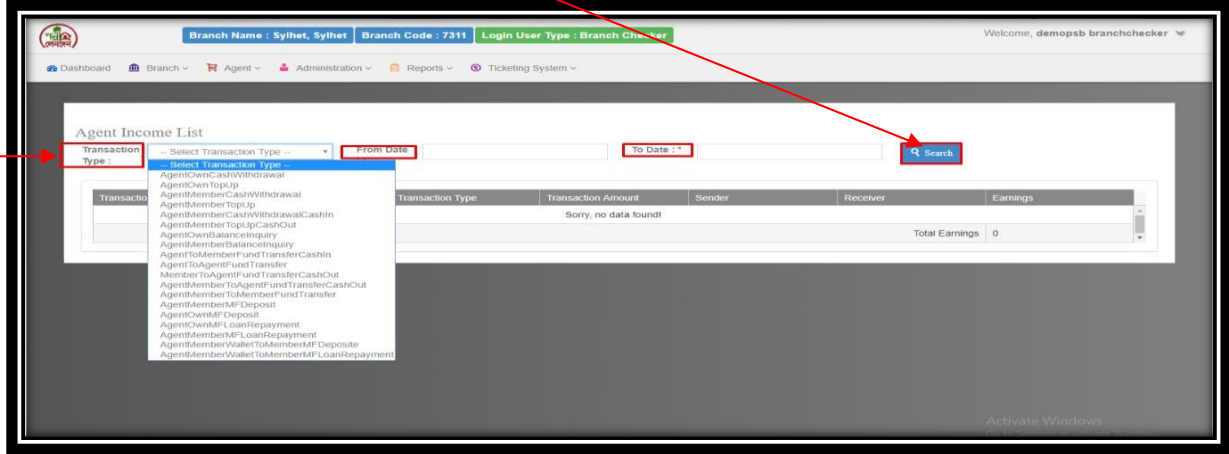 Branch Name : Sylhet, Sylhet Branch Code : 7311 Login User Type : Branch Checker Welcome, demopsb branchchecker
পল্লী
লেনদেন
Dashboard Branch Agent Administration Reports Ticketing System
Agent Income List
Transaction Type : -- Select Transaction Type -- From Date To Date : * Search
-- Select Transaction Type --
AgentOwnCashWithdrawal
AgentOwnTopUp
AgentMemberCashWithdrawal
AgentMemberTopUp
AgentMemberCashWithdrawalCashIn
AgentMemberTopUpCashOut
AgentOwnBalanceInquiry
AgentMemberBalanceInquiry
AgentToMemberFundTransferCashIn
AgentToAgentFundTransfer
MemberToAgentFundTransferCashOut
AgentMemberToAgentFundTransferCashOut
AgentMemberToMemberFundTransfer
AgentMemberMFDeposit
AgentOwnMFDeposit
AgentOwnMFLoanRepayment
AgentMemberMFLoanRepayment
AgentMemberWalletToMemberMFDeposite
AgentMemberWalletToMemberMFLoanRepayment
Transactio Transaction Type Transaction Amount Sender Receiver Earnings
Sorry, no data found!
Total Earnings 0
Activate Windows